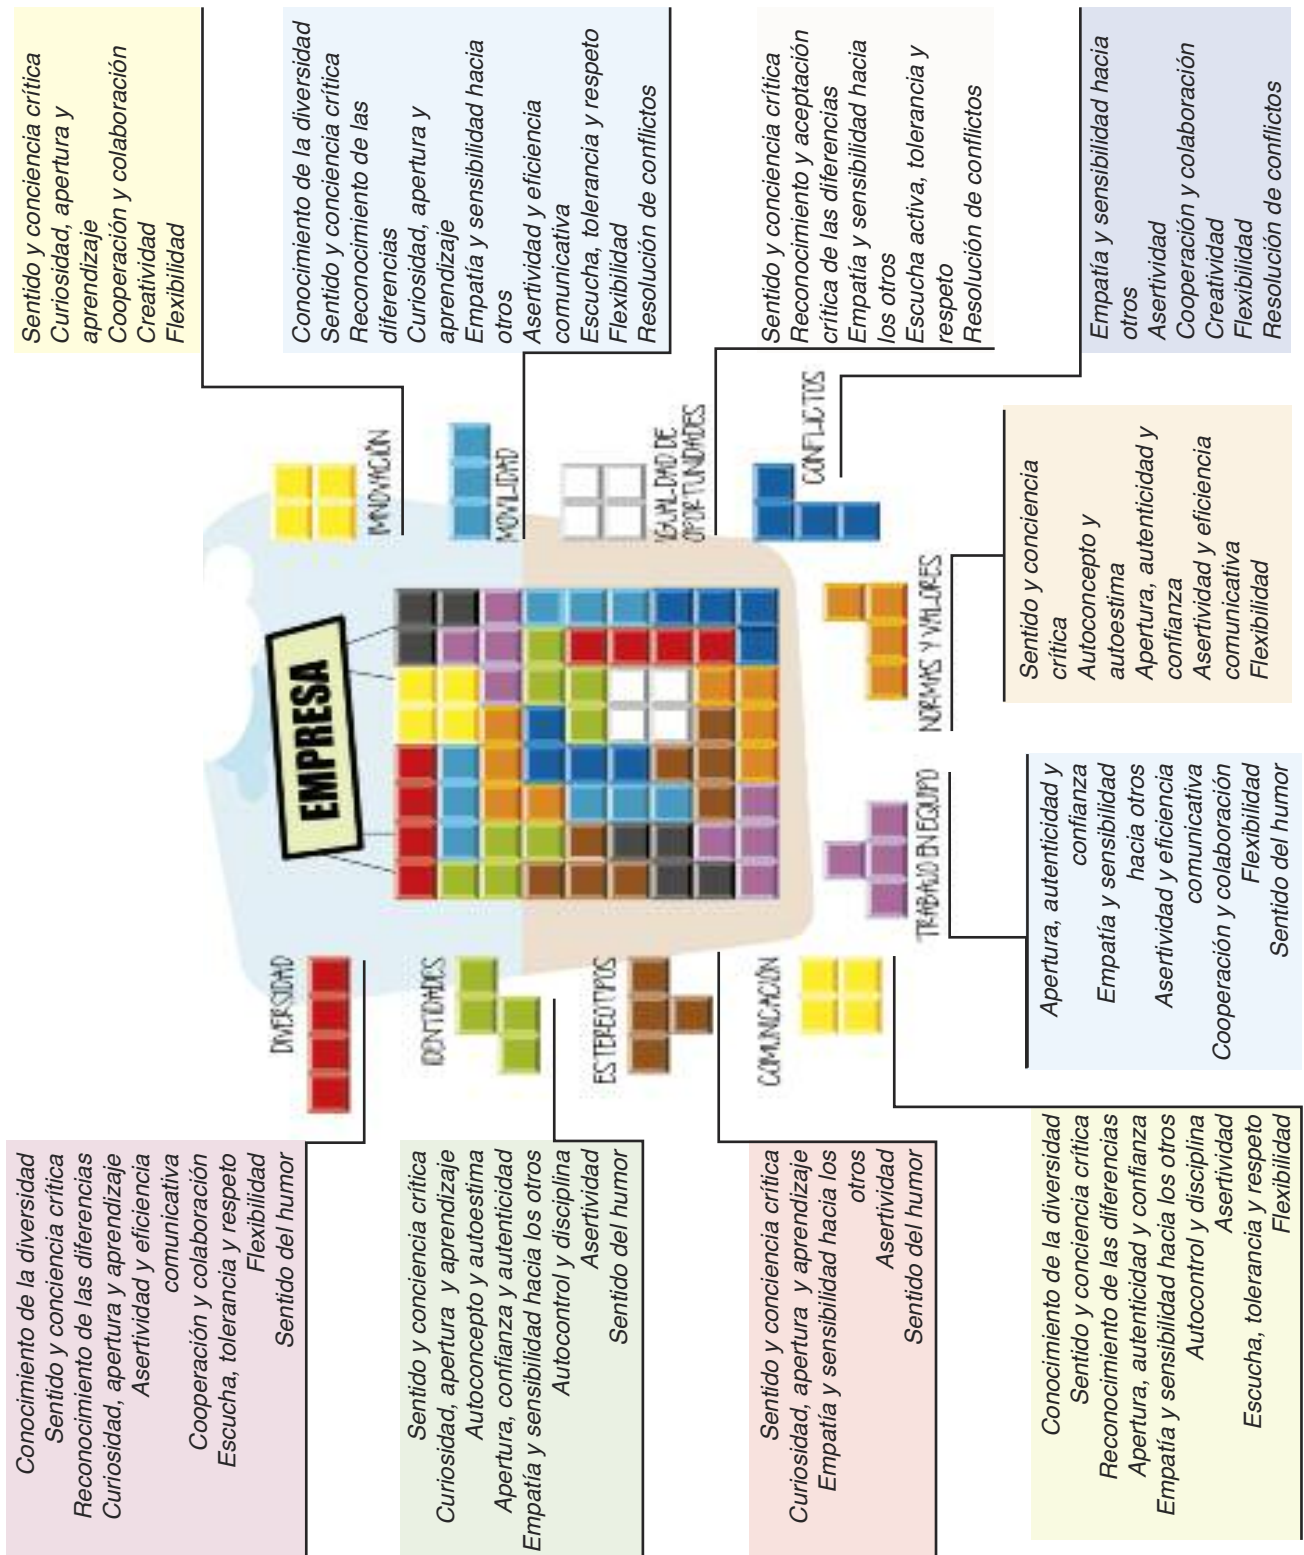 Conocimiento de la diversidad
Sentido y conciencia crítica
Reconocimiento de las diferencias
Curiosidad, apertura y aprendizaje
Asertividad y eficiencia
comunicativa
Cooperación y colaboración
Escucha, tolerancia y respeto
Flexibilidad
Sentido del humor
Sentido y conciencia crítica
Curiosidad, apertura y aprendizaje
Autoconcepto y autoestima
Apertura, confianza y autenticidad
Empatía y sensibilidad hacia los otros
Autocontrol y disciplina
Asertividad
Sentido del humor
Sentido y conciencia crítica
Curiosidad, apertura y aprendizaje
Empatía y sensibilidad hacia los
otros
Asertividad
Sentido del humor
Conocimiento de la diversidad
Sentido y conciencia crítica
Reconocimiento de las diferencias
Apertura, autenticidad y confianza
Empatía y sensibilidad hacia los otros
Autocontrol y disciplina
Asertividad
Escucha, tolerancia y respeto
Flexibilidad
DIVERSIDAD
IDENTIDADES
ESTEREOTIPOS
COMUNICACIÓN
EMPRESA
TRABAJO EN EQUIPO
NORMAS Y VALORES
INNOVACIÓN
MOVILIDAD
IGUALDAD DE
OPORTUNIDADES
CONFLICTOS
Apertura, autenticidad y
confianza
Empatía y sensibilidad
hacia otros
Asertividad y eficiencia
comunicativa
Cooperación y colaboración
Flexibilidad
Sentido del humor
Sentido y conciencia
crítica
Autoconcepto y
autoestima
Apertura, autenticidad y
confianza
Asertividad y eficiencia
comunicativa
Flexibilidad
Sentido y conciencia crítica
Curiosidad, apertura y
aprendizaje
Cooperación y colaboración
Creatividad
Flexibilidad
Conocimiento de la diversidad
Sentido y conciencia crítica
Reconocimiento de las
diferencias
Curiosidad, apertura y
aprendizaje
Empatía y sensibilidad hacia
otros
Asertividad y eficiencia
comunicativa
Escucha, tolerancia y respeto
Flexibilidad
Resolución de conflictos
Sentido y conciencia crítica
Reconocimiento y aceptación
crítica de las diferencias
Empatía y sensibilidad hacia
los otros
Escucha activa, tolerancia y
respeto
Resolución de conflictos
Empatía y sensibilidad hacia
otros
Asertividad
Cooperación y colaboración
Creatividad
Flexibilidad
Resolución de conflictos